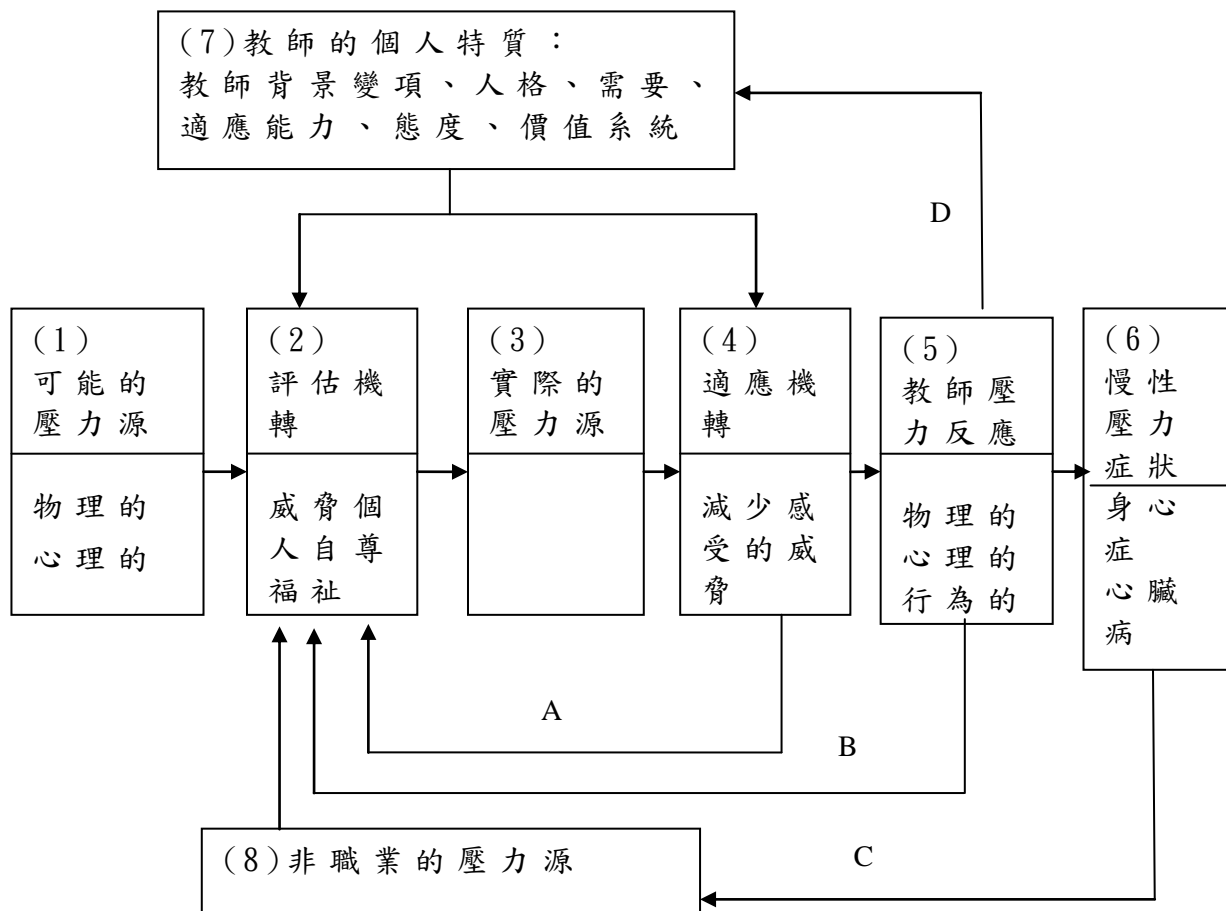 (7)教師的個人特質：
教師背景變項、人格、需要、
適應能力、態度、價值系統
D
(1)
可能的
壓力源
物理的
心理的
(2)
評估機
轉
威脅個
人自尊
福祉
(3)
實際的
壓力源
(4)
適應機
轉
減少感
受的威
脅
(5)
教師壓
力反應
物理的
心理的
行為的
(6)
慢性
壓力
症狀
身心
症
心臟
病
A
B
(8)非職業的壓力源
C